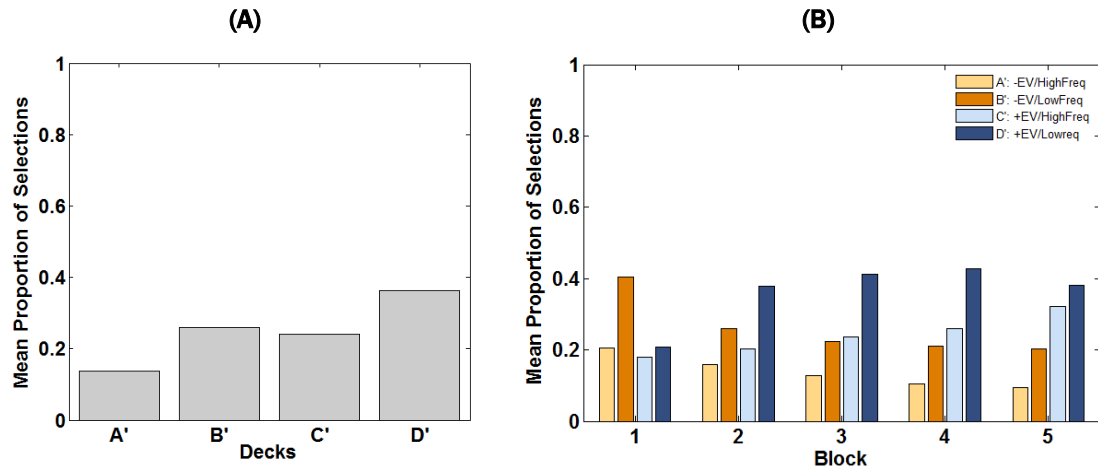 (A)
Mean Proportion of Selections
1
0.8
0.6
0.4
0.2
0
A' B' C' D'
Decks
(B)
Mean Proportion of Selections
1
0.8
0.6
0.4
0.2
0
A': -EV/HighFreq
B': -EV/LowFreq
C': +EV/HighFreq
D': +EV/Lowreq
1 2 3 4 5
Block